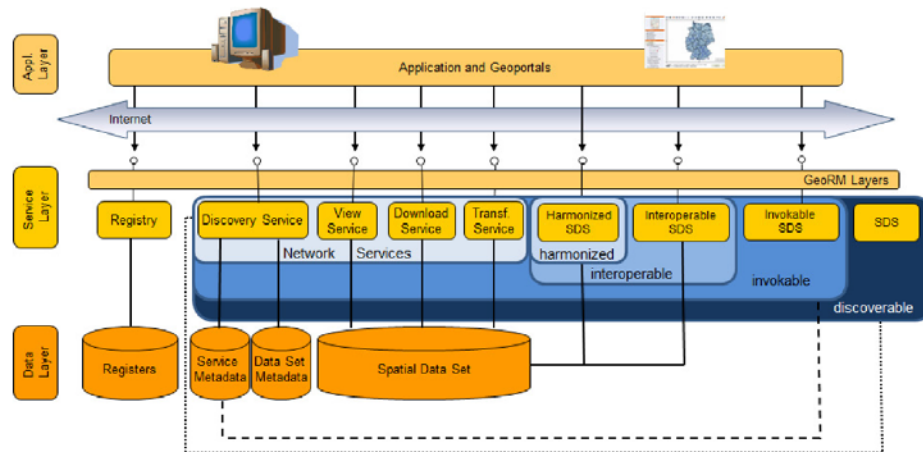 Appl.
Layer
Application and Geoportals
Internet
Service
Layer
GeoRM Layers
Registry
Discovery Service
View
Service
Download
Service
Transf.
Service
Harmonized
SDS
Interoperable
SDS
Invokable
SDS
SDS
Network Services
harmonized
interoperable
invokable
discoverable
Data
Layer
Registers
Service
Metadata
Data Set
Metadata
Spatial Data Set